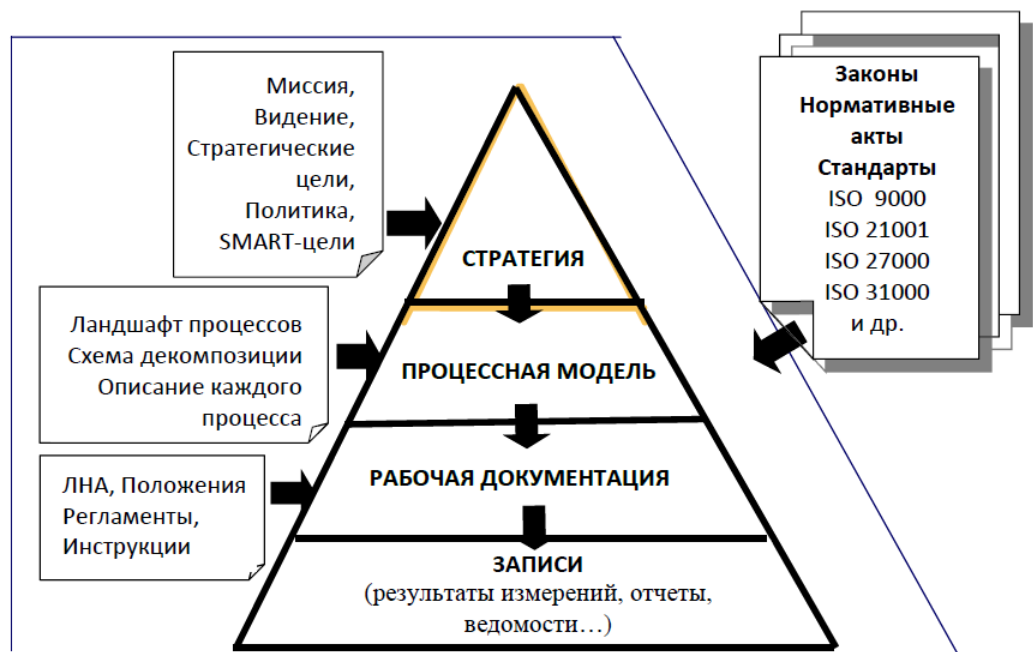 Миссия,
Видение,
Стратегические
цели,
Политика,
SMART-цели
Законы
Нормативные
акты
Стандарты
ISO 9000
ISO 21001
ISO 27000
ISO 31000
и др.
СТРАТЕГИЯ
Ландшафт процессов
Схема декомпозиции
Описание каждого
процесса
ПРОЦЕССНАЯ МОДЕЛЬ
ЛНА, Положения
Регламенты,
Инструкции
РАБОЧАЯ ДОКУМЕНТАЦИЯ
ЗАПИСИ
(результаты измерений, отчеты,
ведомости…)